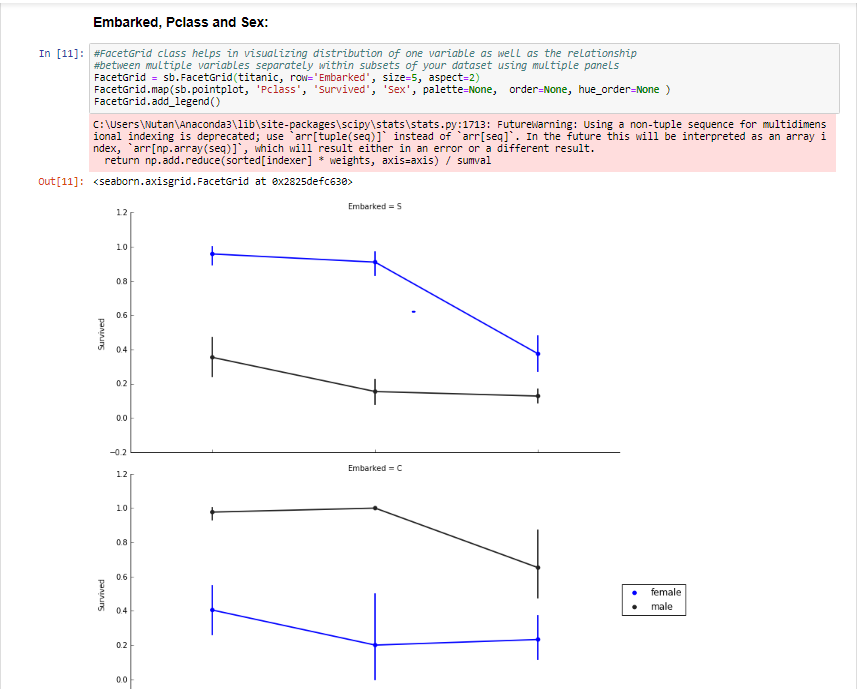 Embarked, Pclass and Sex:
In [11]: #FacetGrid class helps in visualizing distribution of one variable as well as the relationship
#between multiple variables separately within subsets of your dataset using multiple panels
FacetGrid = sb.FacetGrid(titanic, row='Embarked', size=5, aspect=2)
FacetGrid.map(sb.pointplot, 'Pclass', 'Survived', 'Sex', palette=None,  order=None, hue_order=None )
FacetGrid.add_legend()
C:\Users\Nutan\Anaconda3\lib\site-packages\scipy\stats\stats.py:1713: FutureWarning: Using a non-tuple sequence for multidimens
ional indexing is deprecated; use `arr[tuple(seq)]` instead of `arr[seq]`. In the future this will be interpreted as an array i
ndex, `arr[np.array(seq)]`, which will result either in an error or a different result.
  return np.add.reduce(sorted[indexer] * weights, axis=axis) / sumval
Out[11]: <seaborn.axisgrid.FacetGrid at 0x2825defc630>
Embarked = S
1.2
1.0
0.8
0.6
0.4
0.2
0.0
−0.2
Survived
Embarked = C
1.2
1.0
0.8
0.6
0.4
0.2
0.0
Survived
female
male